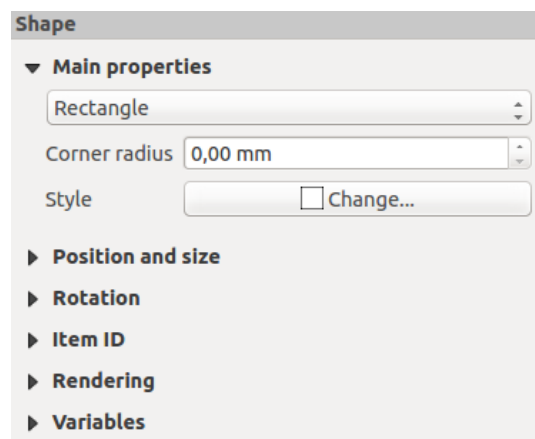 Shape
Main properties
Rectangle
Corner radius 0,00 mm
Style Change...
Position and size
Rotation
Item ID
Rendering
Variables